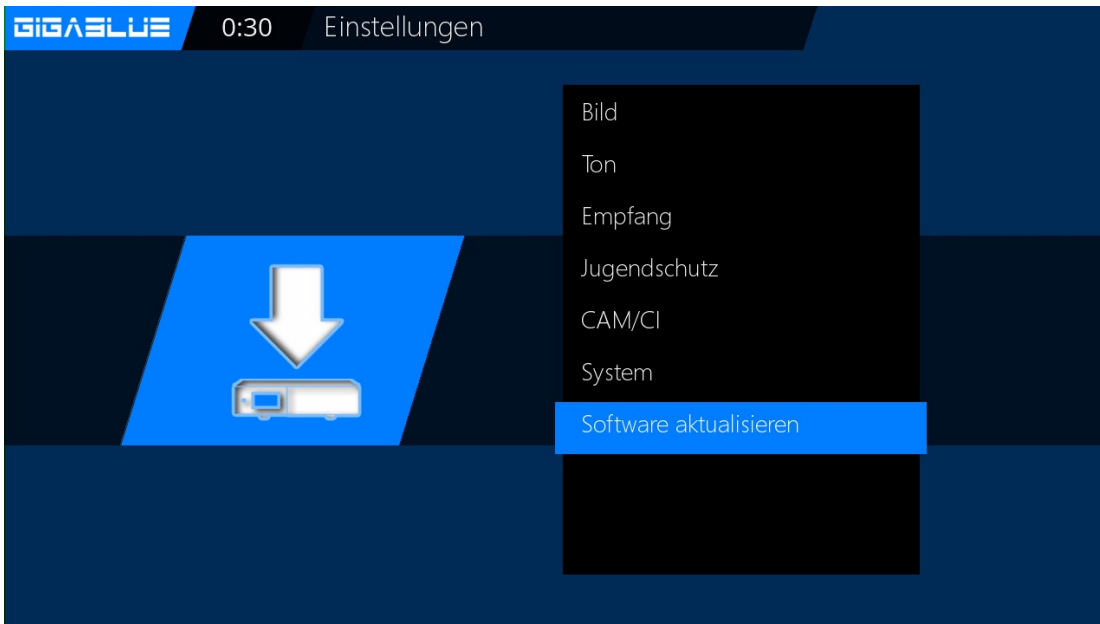 GIGABLUE
0:30
Einstellungen
Bild
Ton
Empfang
Jugendschutz
CAM/CI
System
Software aktualisieren